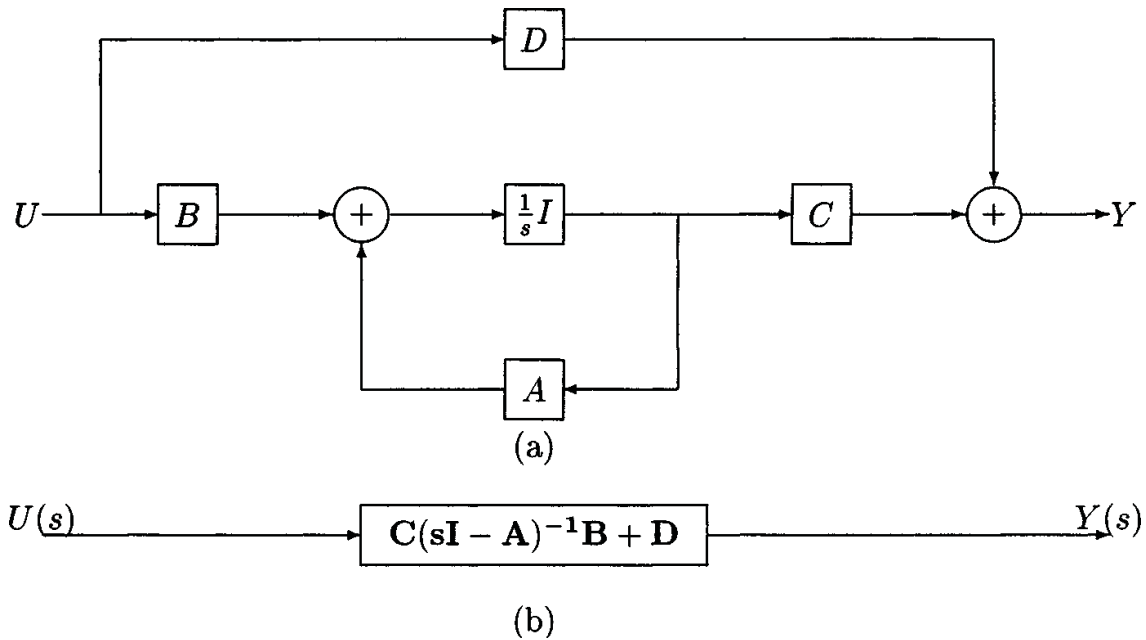 D
U B + 1/s I C + Y
A
(a)
U(s) C(sI − A)⁻¹B + D Y(s)
(b)